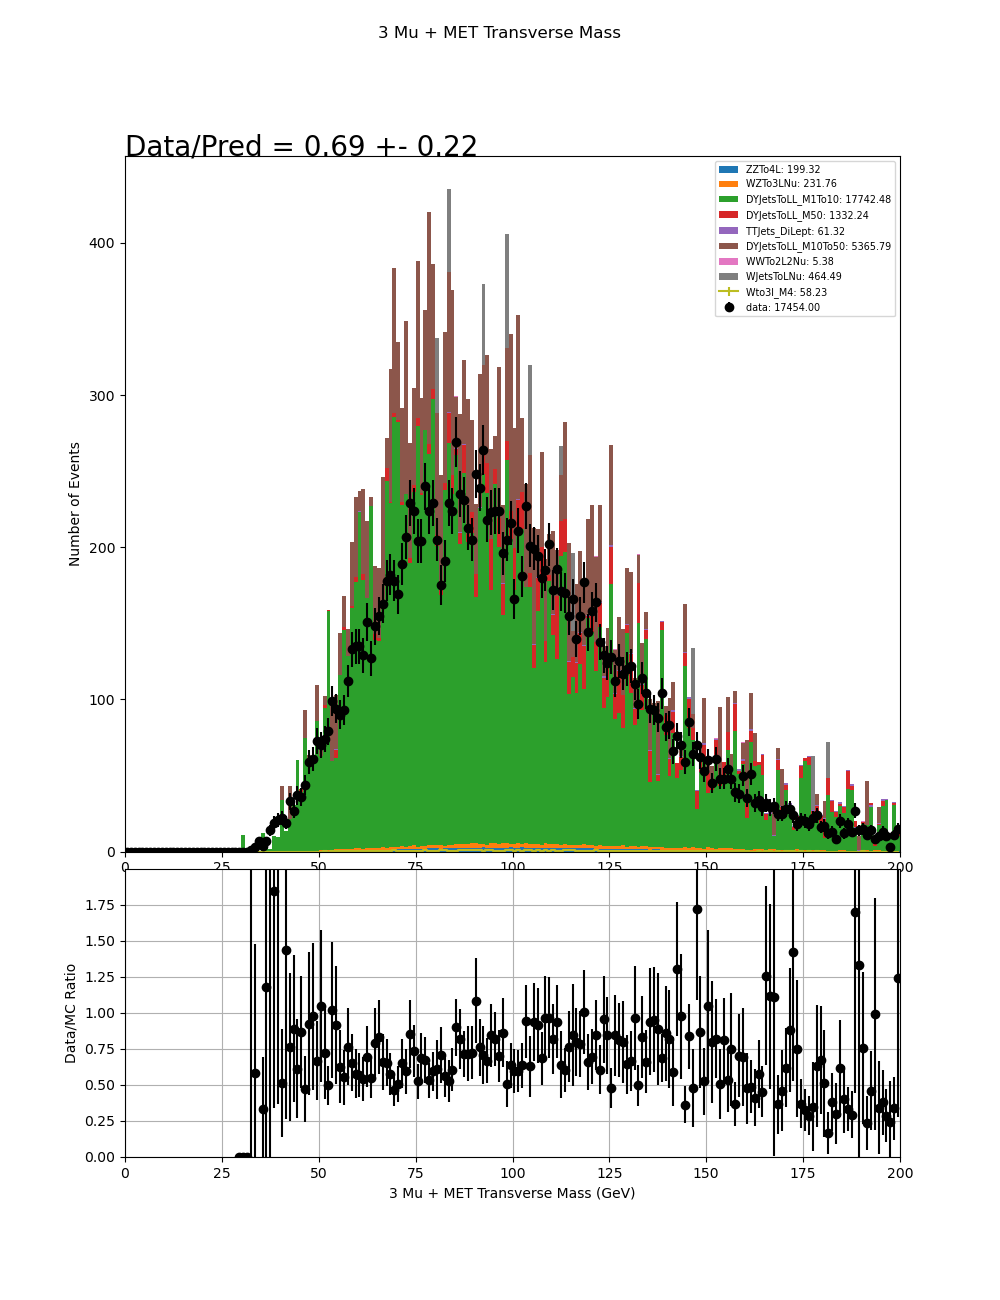 3 Mu + MET Transverse Mass
Data/Pred = 0.69 +- 0.22
ZZTo4L: 199.32
WZTo3LNu: 231.76
DYJetsToLL_M1To10: 17742.48
DYJetsToLL_M50: 1332.24
TTJets_DiLept: 61.32
DYJetsToLL_M10To50: 5365.79
WWTo2L2Nu: 5.38
WJetsToLNu: 464.49
Wto3l_M4: 58.23
data: 17454.00
Number of Events
400
300
200
100
0
0 25 50 75 100 125 150 175 200
Data/MC Ratio
1.75
1.50
1.25
1.00
0.75
0.50
0.25
0.00
0 25 50 75 100 125 150 175 200
3 Mu + MET Transverse Mass (GeV)